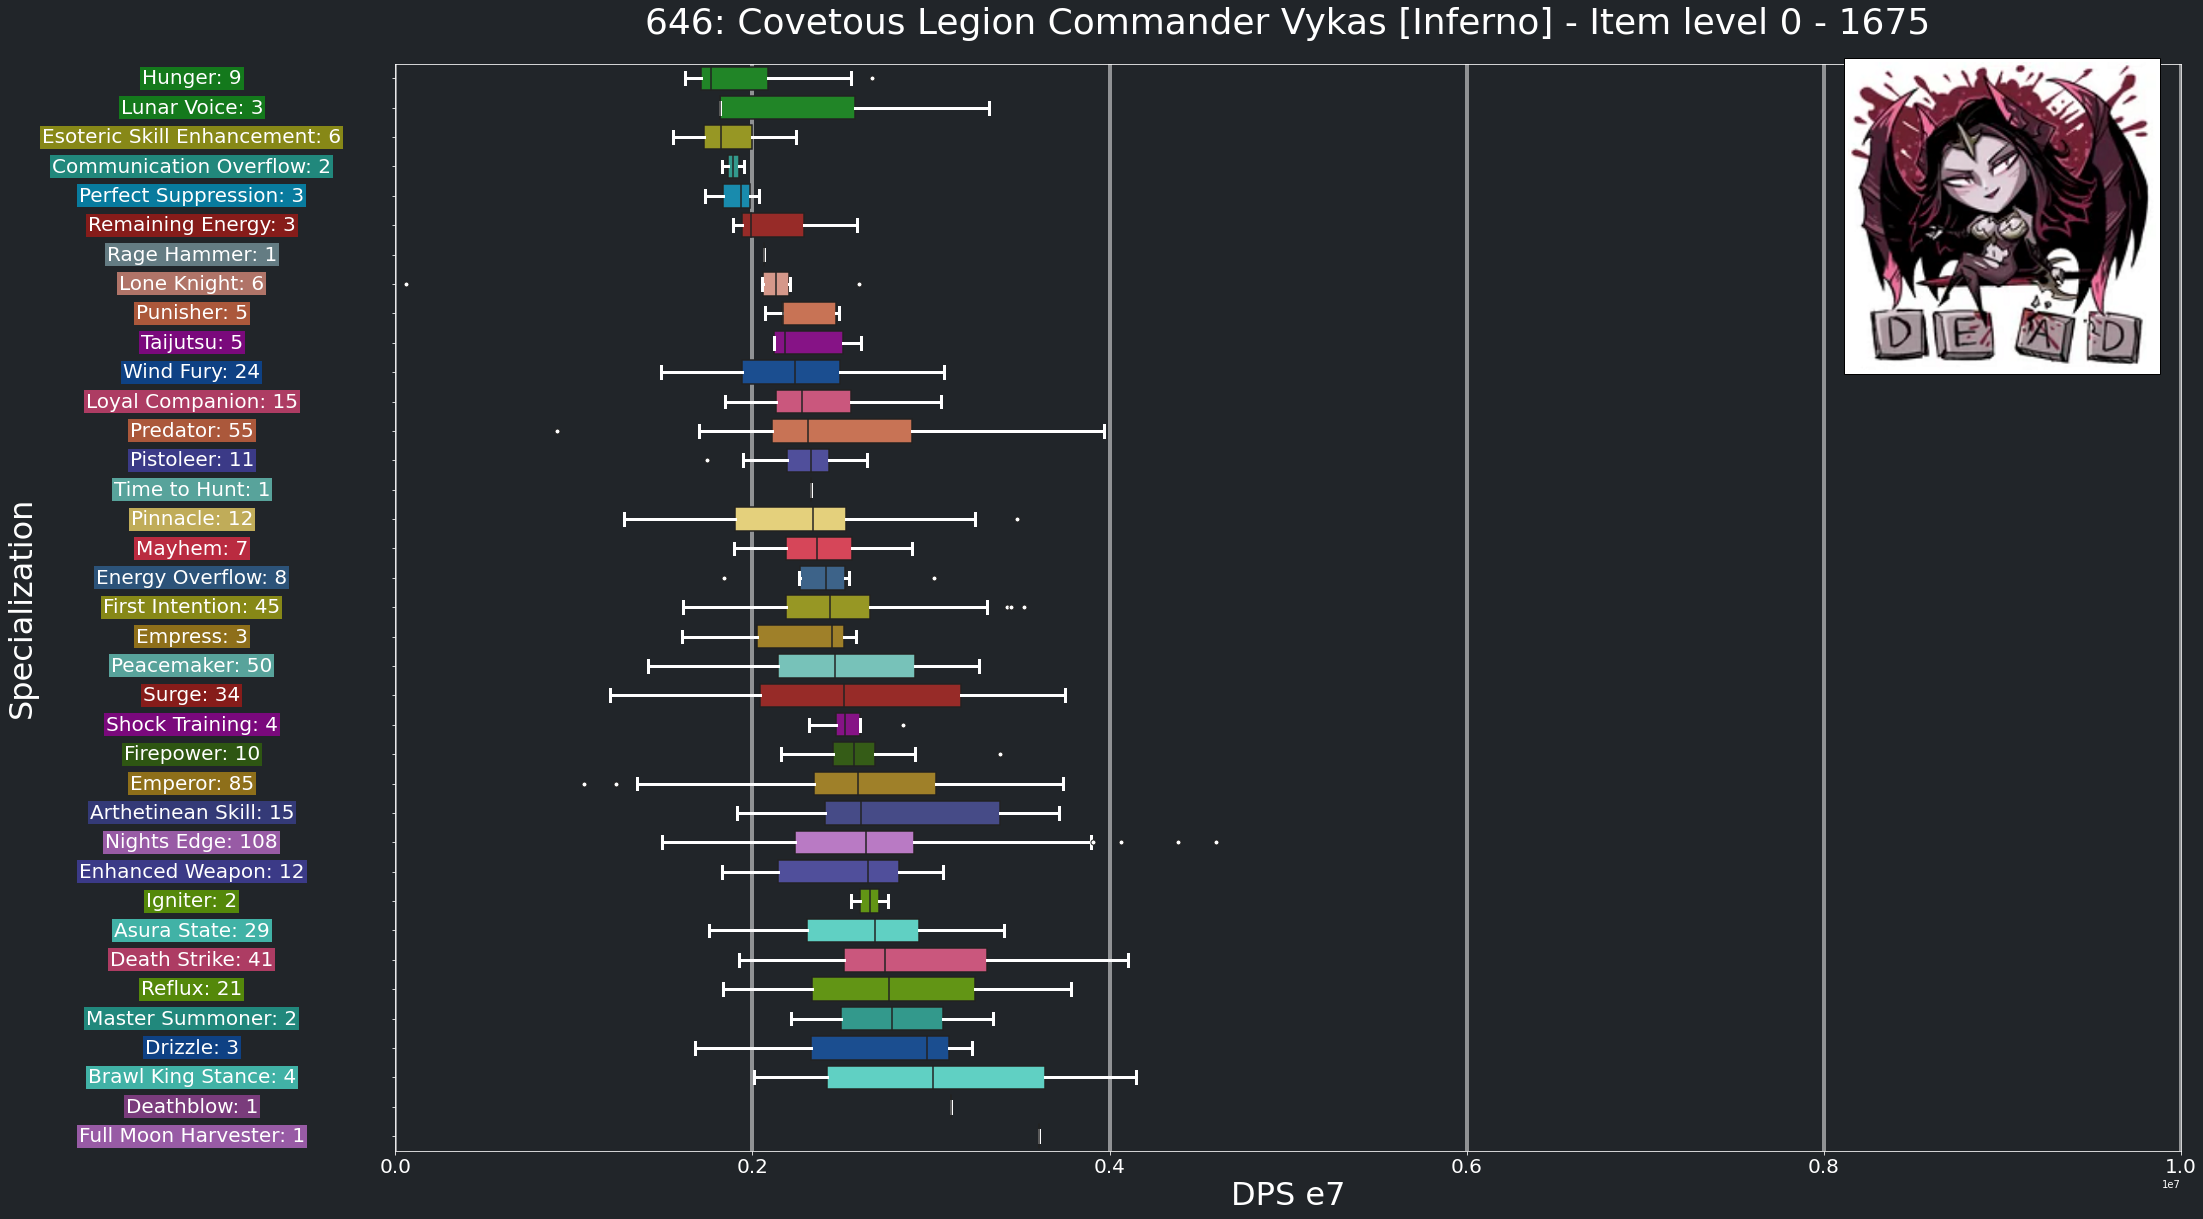 646: Covetous Legion Commander Vykas [Inferno] - Item level 0 - 1675
Specialization
Hunger: 9
Lunar Voice: 3
Esoteric Skill Enhancement: 6
Communication Overflow: 2
Perfect Suppression: 3
Remaining Energy: 3
Rage Hammer: 1
Lone Knight: 6
Punisher: 5
Taijutsu: 5
Wind Fury: 24
Loyal Companion: 15
Predator: 55
Pistoleer: 11
Time to Hunt: 1
Pinnacle: 12
Mayhem: 7
Energy Overflow: 8
First Intention: 45
Empress: 3
Peacemaker: 50
Surge: 34
Shock Training: 4
Firepower: 10
Emperor: 85
Arthetinean Skill: 15
Nights Edge: 108
Enhanced Weapon: 12
Igniter: 2
Asura State: 29
Death Strike: 41
Reflux: 21
Master Summoner: 2
Drizzle: 3
Brawl King Stance: 4
Deathblow: 1
Full Moon Harvester: 1
D E A D
0.0 0.2 0.4 0.6 0.8 1.0
1e7
DPS e7